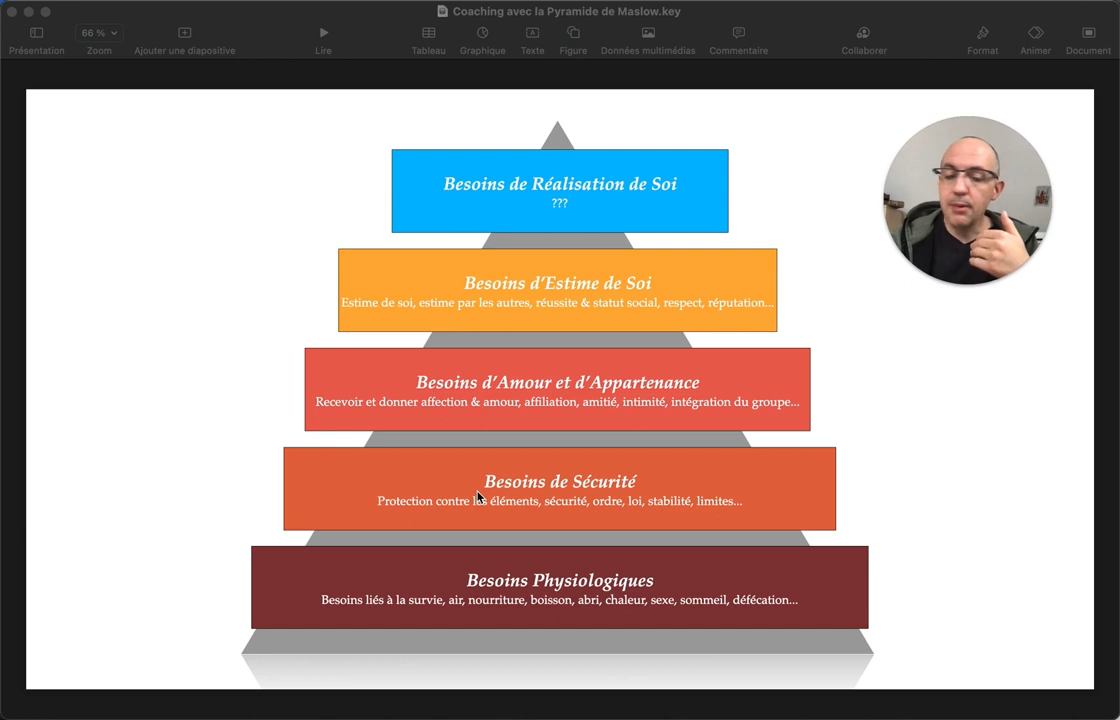 Coaching avec la Pyramide de Maslow.key
66 %
Présentation
Zoom
Ajouter une diapositive
Lire
Tableau
Graphique
Texte
Figure
Données multimédias
Commentaire
Collaborer
Format
Animer
Document
Besoins de Réalisation de Soi
???
Besoins d’Estime de Soi
Estime de soi, estime par les autres, réussite & statut social, respect, réputation...
Besoins d’Amour et d’Appartenance
Recevoir et donner affection & amour, affiliation, amitié, intimité, intégration du groupe...
Besoins de Sécurité
Protection contre les éléments, sécurité, ordre, loi, stabilité, limites...
Besoins Physiologiques
Besoins liés à la survie, air, nourriture, boisson, abri, chaleur, sexe, sommeil, défécation...